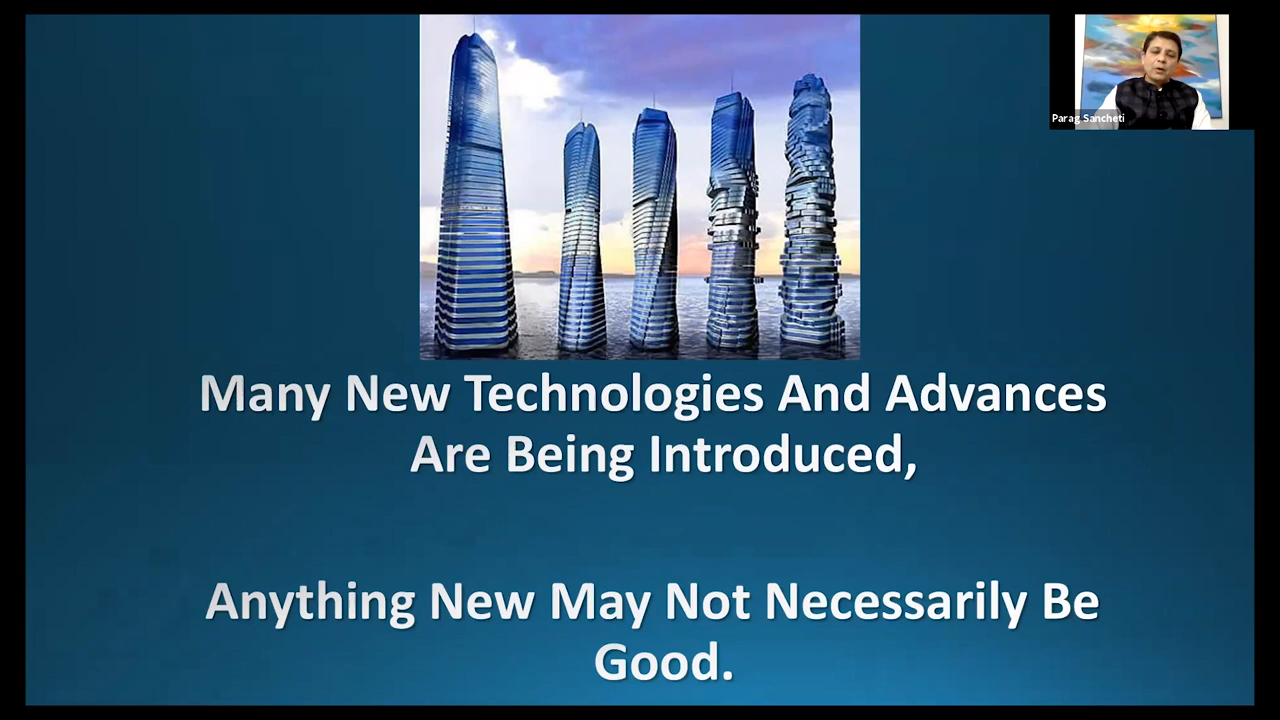 Parag Sancheti
Many New Technologies And Advances
Are Being Introduced,
Anything New May Not Necessarily Be
Good.